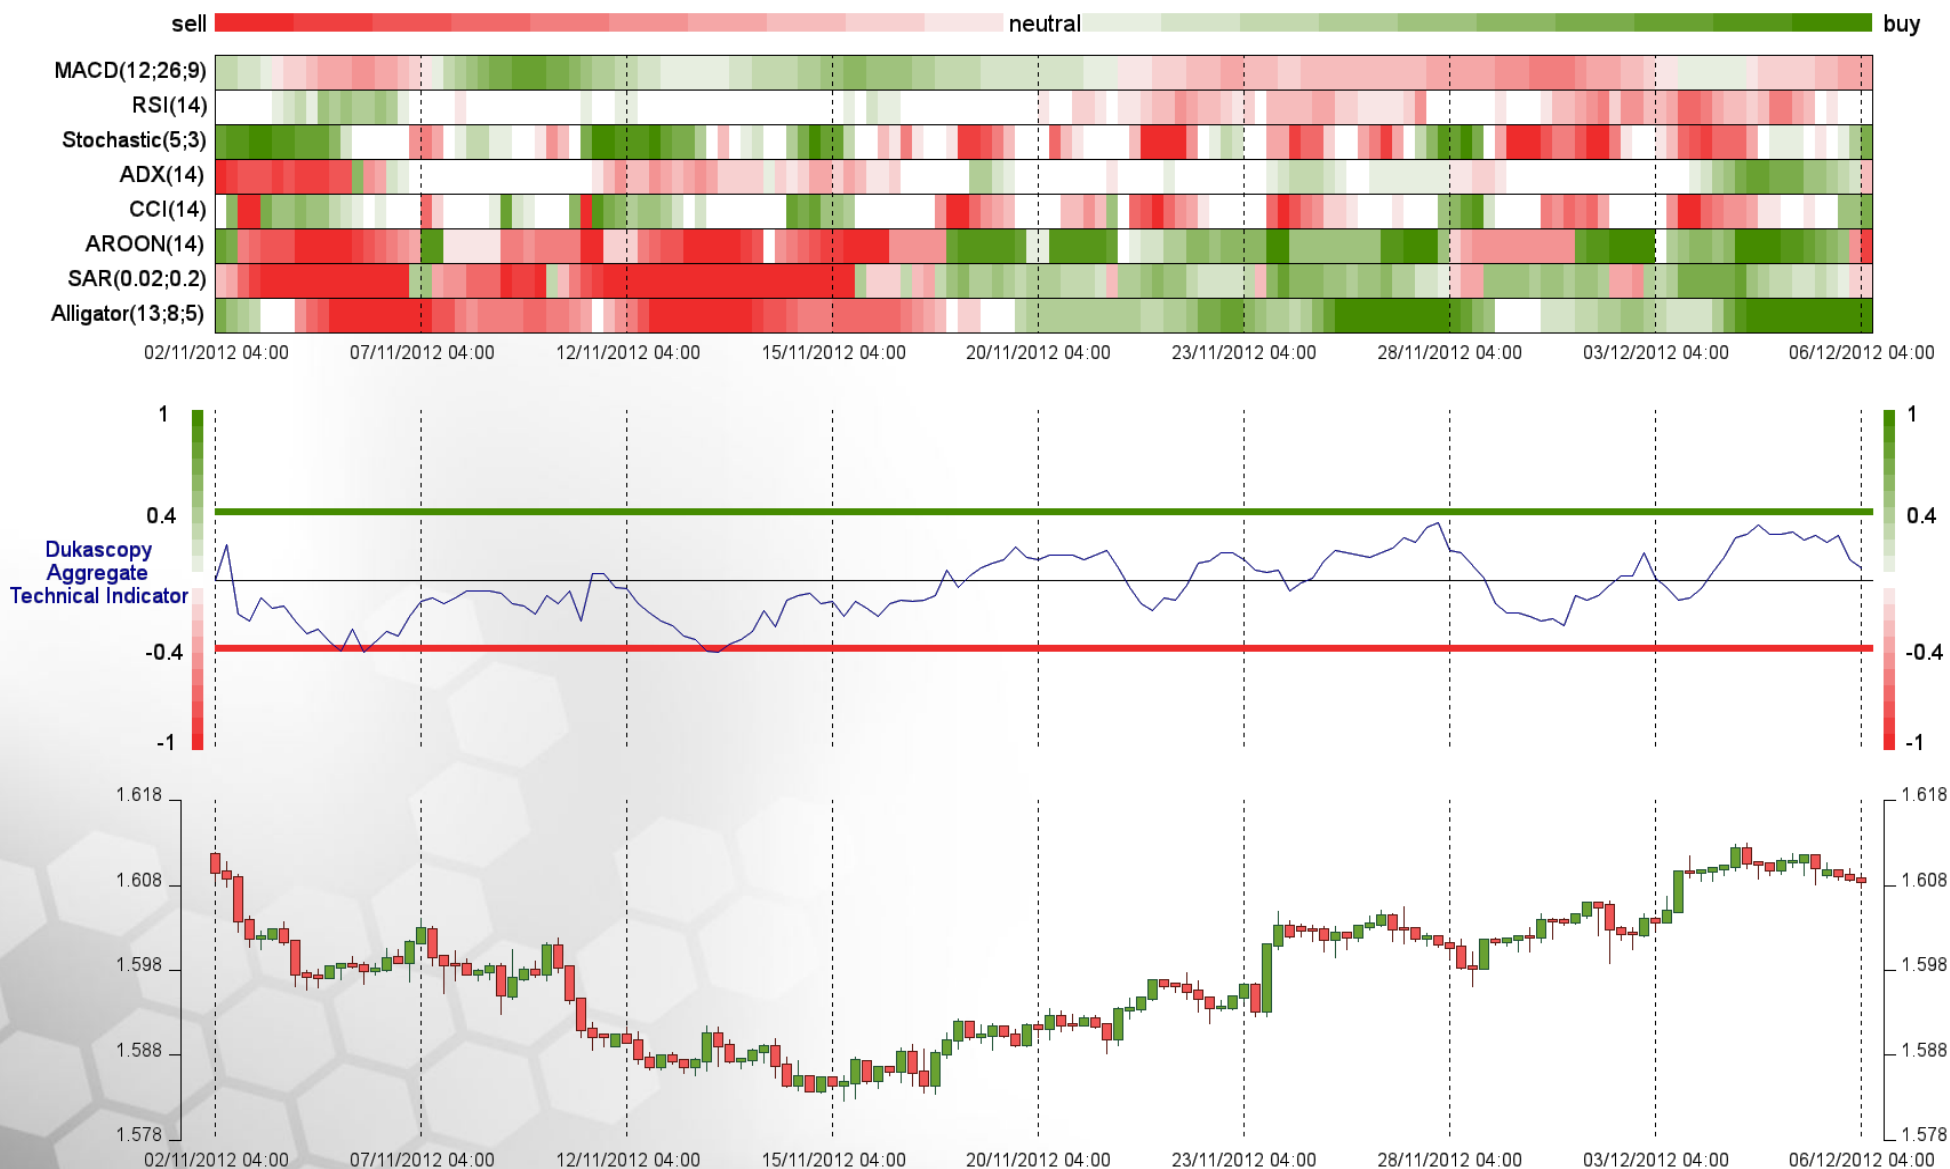 sell neutral buy
MACD(12;26;9)
RSI(14)
Stochastic(5;3)
ADX(14)
CCI(14)
AROON(14)
SAR(0.02;0.2)
Alligator(13;8;5)
02/11/2012 04:00 07/11/2012 04:00 12/11/2012 04:00 15/11/2012 04:00 20/11/2012 04:00 23/11/2012 04:00 28/11/2012 04:00 03/12/2012 04:00 06/12/2012 04:00
1 1
0.4 0.4
Dukascopy
Aggregate
Technical Indicator
-0.4 -0.4
-1 -1
1.618 1.618
1.608 1.608
1.598 1.598
1.588 1.588
1.578 1.578
02/11/2012 04:00 07/11/2012 04:00 12/11/2012 04:00 15/11/2012 04:00 20/11/2012 04:00 23/11/2012 04:00 28/11/2012 04:00 03/12/2012 04:00 06/12/2012 04:00